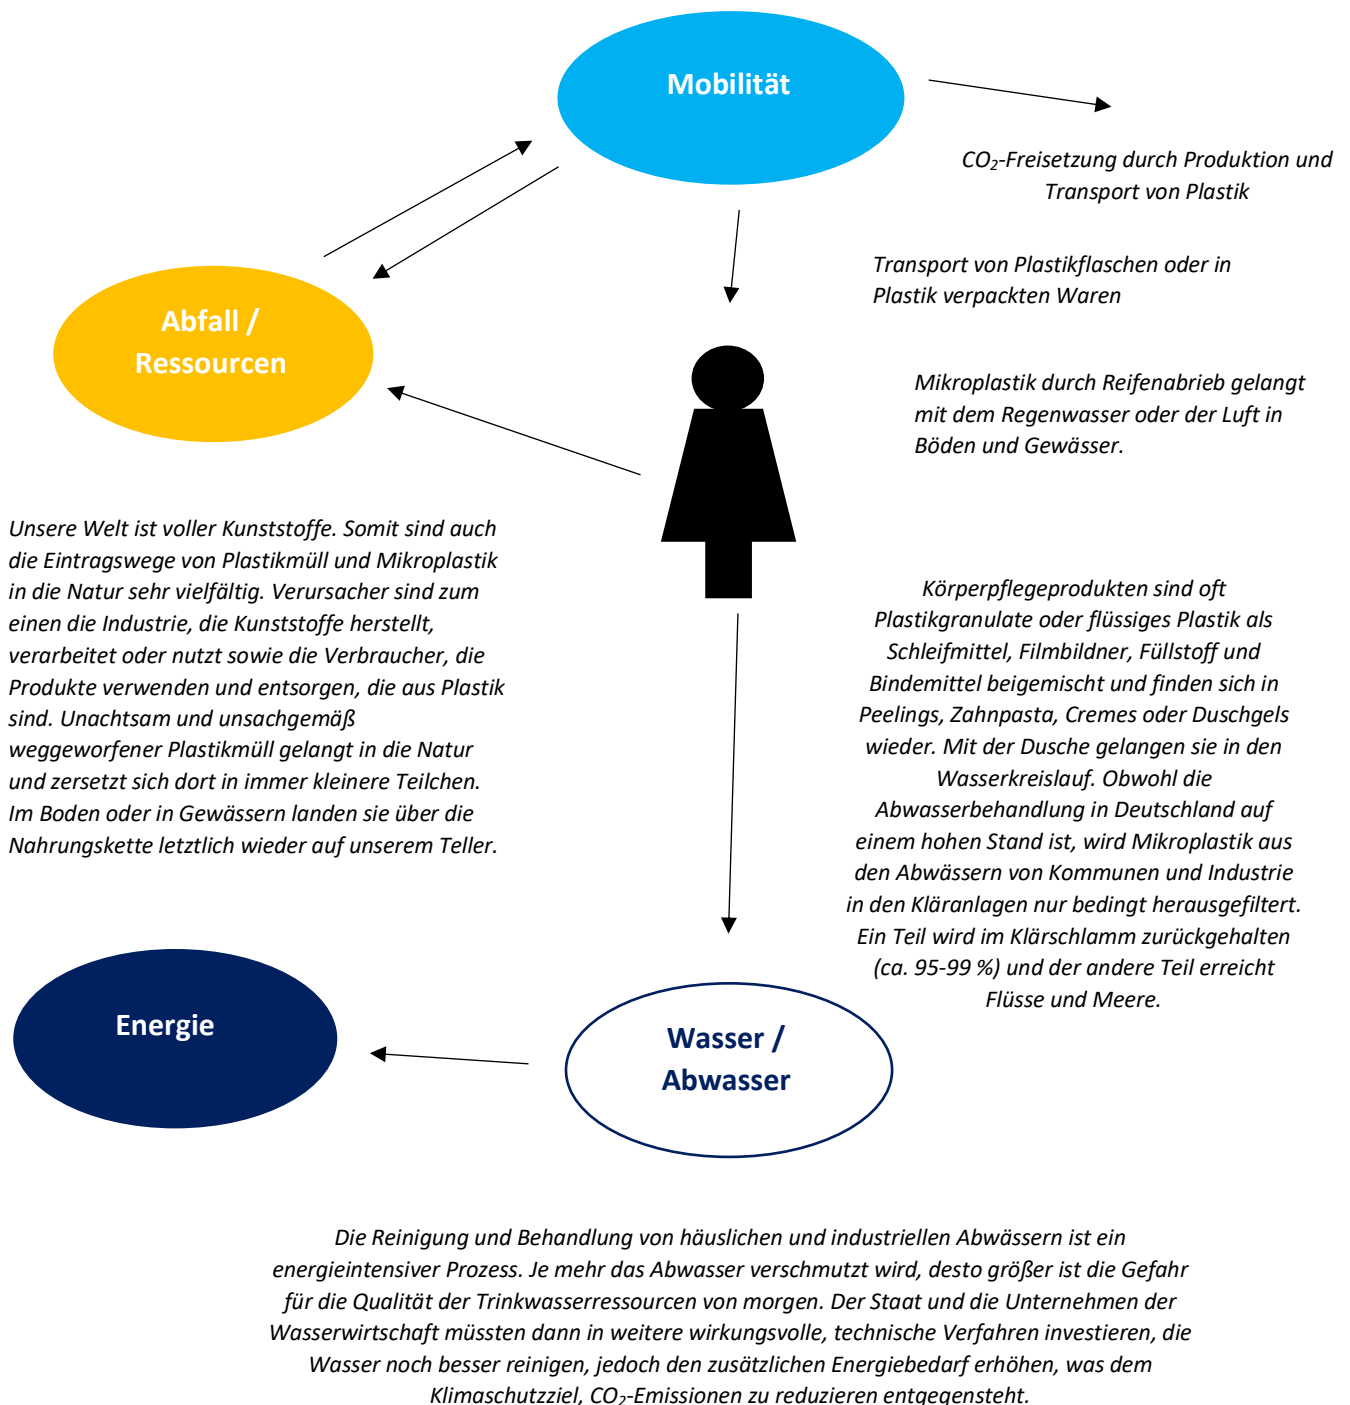 Mobilität
CO₂-Freisetzung durch Produktion und
Transport von Plastik
Transport von Plastikflaschen oder in
Plastik verpackten Waren
Abfall /
Ressourcen
Mikroplastik durch Reifenabrieb gelangt
mit dem Regenwasser oder der Luft in
Böden und Gewässer.
Unsere Welt ist voller Kunststoffe. Somit sind auch
die Eintragswege von Plastikmüll und Mikroplastik
in die Natur sehr vielfältig. Verursacher sind zum
einen die Industrie, die Kunststoffe herstellt,
verarbeitet oder nutzt sowie die Verbraucher, die
Produkte verwenden und entsorgen, die aus Plastik
sind. Unachtsam und unsachgemäß
weggeworfener Plastikmüll gelangt in die Natur
und zersetzt sich dort in immer kleinere Teilchen.
Im Boden oder in Gewässern landen sie über die
Nahrungskette letztlich wieder auf unserem Teller.
Körperpflegeprodukten sind oft
Plastikgranulate oder flüssiges Plastik als
Schleifmittel, Filmbildner, Füllstoff und
Bindemittel beigemischt und finden sich in
Peelings, Zahnpasta, Cremes oder Duschgels
wieder. Mit der Dusche gelangen sie in den
Wasserkreislauf. Obwohl die
Abwasserbehandlung in Deutschland auf
einem hohen Stand ist, wird Mikroplastik aus
den Abwässern von Kommunen und Industrie
in den Kläranlagen nur bedingt herausgefiltert.
Ein Teil wird im Klärschlamm zurückgehalten
(ca. 95-99 %) und der andere Teil erreicht
Flüsse und Meere.
Energie
Wasser /
Abwasser
Die Reinigung und Behandlung von häuslichen und industriellen Abwässern ist ein
energieintensiver Prozess. Je mehr das Abwasser verschmutzt wird, desto größer ist die Gefahr
für die Qualität der Trinkwasserressourcen von morgen. Der Staat und die Unternehmen der
Wasserwirtschaft müssten dann in weitere wirkungsvolle, technische Verfahren investieren, die
Wasser noch besser reinigen, jedoch den zusätzlichen Energiebedarf erhöhen, was dem
Klimaschutzziel, CO₂-Emissionen zu reduzieren entgegensteht.